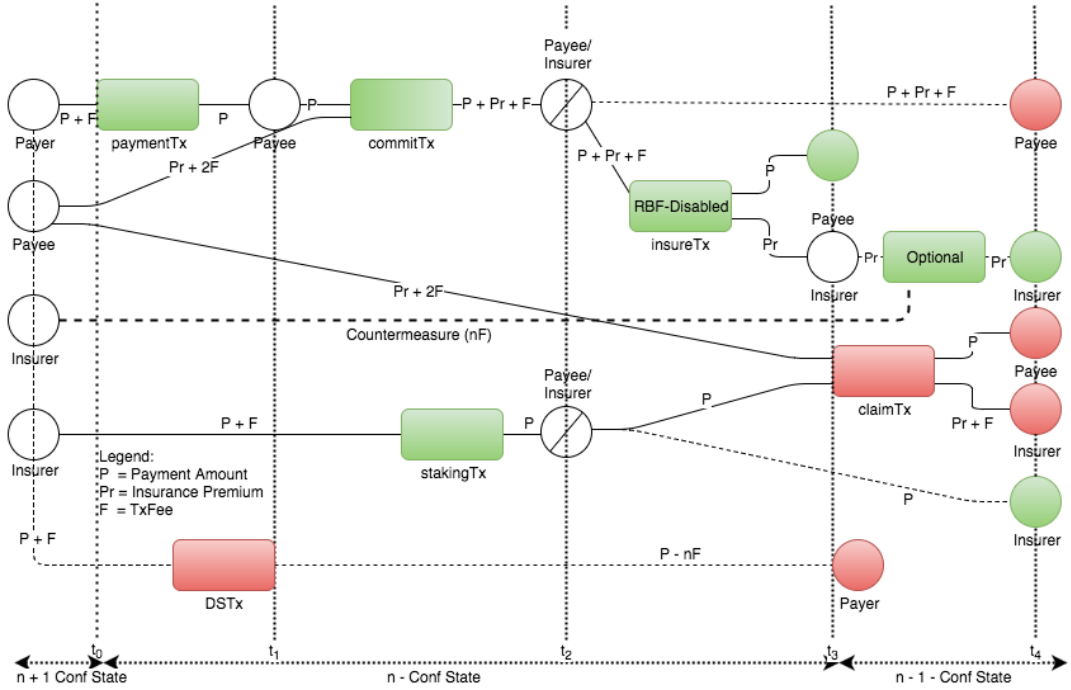 Payee/
Insurer
P + F
P
P
P + Pr + F
P + Pr + F
Payer
paymentTx
Payee
commitTx
Payee
P + Pr + F
Pr + 2F
P
RBF-Disabled
insureTx
Payee
Pr
Payee
Pr
Optional
Pr
Insurer
Insurer
Pr + 2F
Countermeasure (nF)
Insurer
P
Payee
claimTx
Payee/
Insurer
P
Pr + F
Insurer
P + F
P
stakingTx
Insurer
Legend:
P = Payment Amount
Pr = Insurance Premium
F = TxFee
P
Insurer
P + F
P - nF
DSTx
Payer
t0
t1
t2
t3
t4
n + 1 Conf State
n - Conf State
n - 1 - Conf State